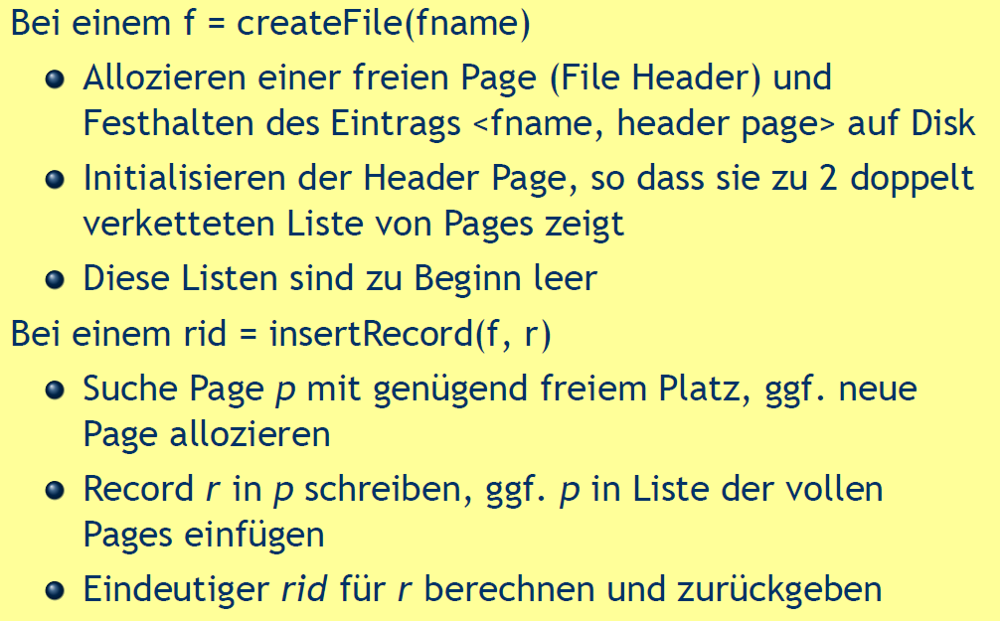 Bei einem f = createFile(fname)
Allozieren einer freien Page (File Header) und
Festhalten des Eintrags <fname, header page> auf Disk
Initialisieren der Header Page, so dass sie zu 2 doppelt
verketteten Liste von Pages zeigt
Diese Listen sind zu Beginn leer
Bei einem rid = insertRecord(f, r)
Suche Page p mit genügend freiem Platz, ggf. neue
Page allozieren
Record r in p schreiben, ggf. p in Liste der vollen
Pages einfügen
Eindeutiger rid für r berechnen und zurückgeben